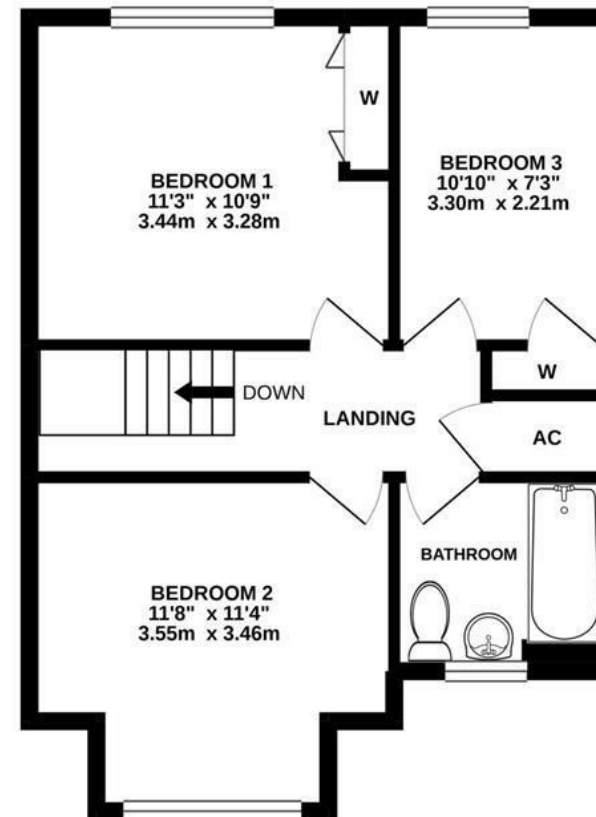 W
BEDROOM 1
11'3" x 10'9"
3.44m x 3.28m
BEDROOM 3
10'10" x 7'3"
3.30m x 2.21m
W
DOWN
LANDING
AC
BATHROOM
BEDROOM 2
11'8" x 11'4"
3.55m x 3.46m